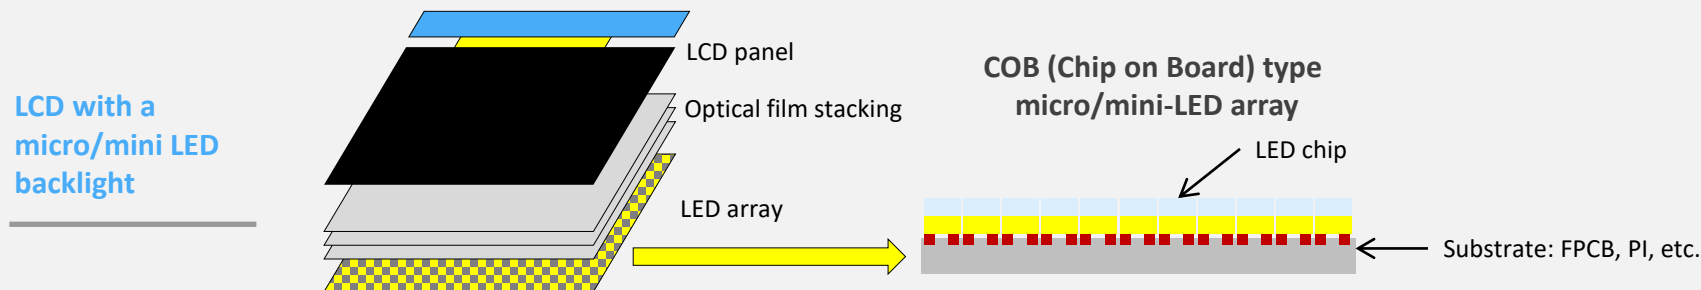 LCD with a
micro/mini LED
backlight
LCD panel
Optical film stacking
LED array
COB (Chip on Board) type
micro/mini-LED array
LED chip
Substrate: FPCB, PI, etc.